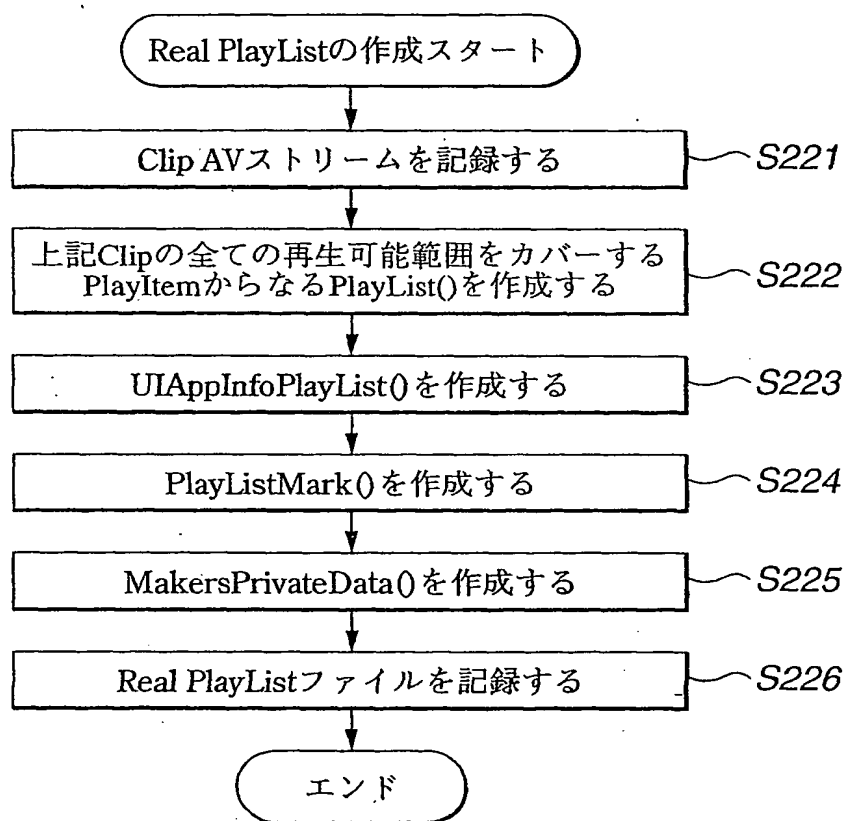 Real PlayListの作成スタート
Clip AVストリームを記録する
S221
上記Clipの全ての再生可能範囲をカバーする
PlayItemからなるPlayList()を作成する
S222
UIAppInfoPlayList()を作成する
S223
PlayListMark()を作成する
S224
MakersPrivateData()を作成する
S225
Real PlayListファイルを記録する
S226
エンド